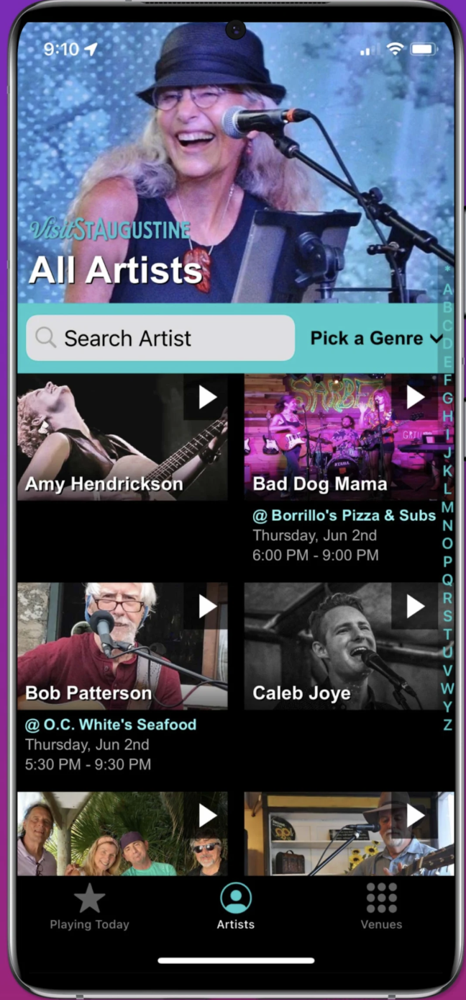 9:10
VisitSTAUGUSTINE
All Artists
Search Artist
Pick a Genre
*
A
B
C
D
E
F
G
H
I
J
K
L
M
N
O
P
Q
R
S
T
U
V
W
Y
Z
Amy Hendrickson
Bad Dog Mama
@ Borrillo's Pizza & Subs
Thursday, Jun 2nd
6:00 PM - 9:00 PM
Bob Patterson
@ O.C. White's Seafood
Thursday, Jun 2nd
5:30 PM - 9:30 PM
Caleb Joye
Playing Today
Artists
Venues